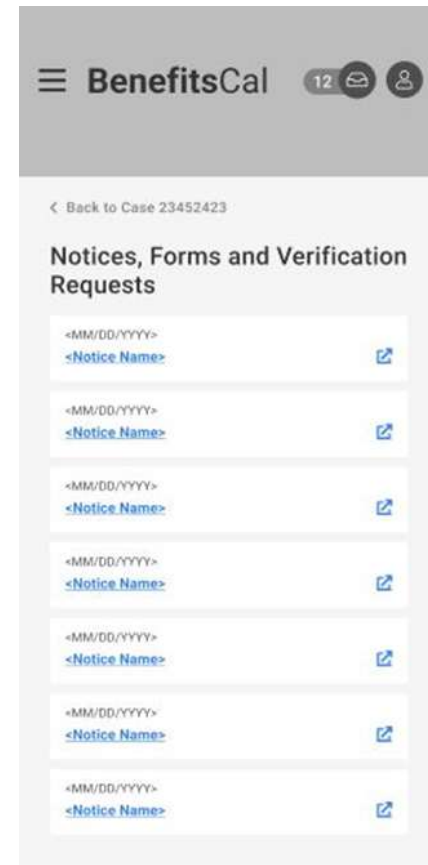 BenefitsCal
12
Back to Case 23452423
Notices, Forms and Verification
Requests
<MM/DD/YYYY>
<Notice Name>
<MM/DD/YYYY>
<Notice Name>
<MM/DD/YYYY>
<Notice Name>
<MM/DD/YYYY>
<Notice Name>
<MM/DD/YYYY>
<Notice Name>
<MM/DD/YYYY>
<Notice Name>
<MM/DD/YYYY>
<Notice Name>